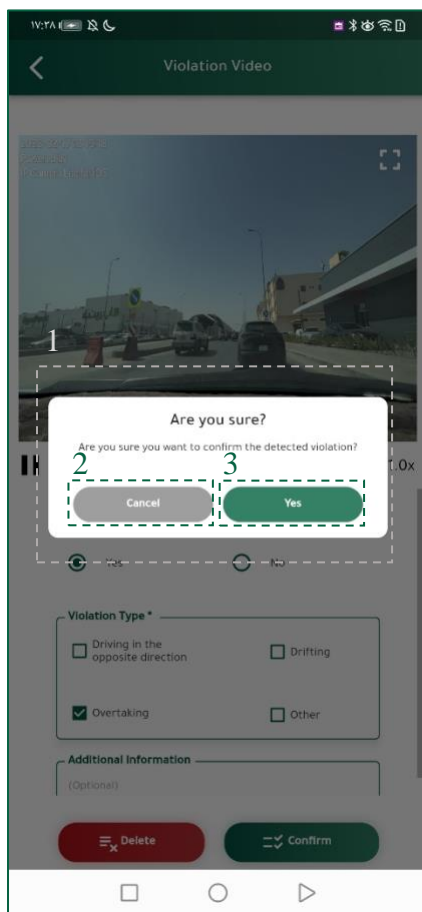 ١٧:٣٨
Violation Video
1
Are you sure?
Are you sure you want to confirm the detected violation?
2
3
1.0x
Cancel
Yes
Yes
No
Violation Type *
Driving in the
opposite direction
Drifting
Overtaking
Other
Additional Information
(Optional)
Delete
Confirm